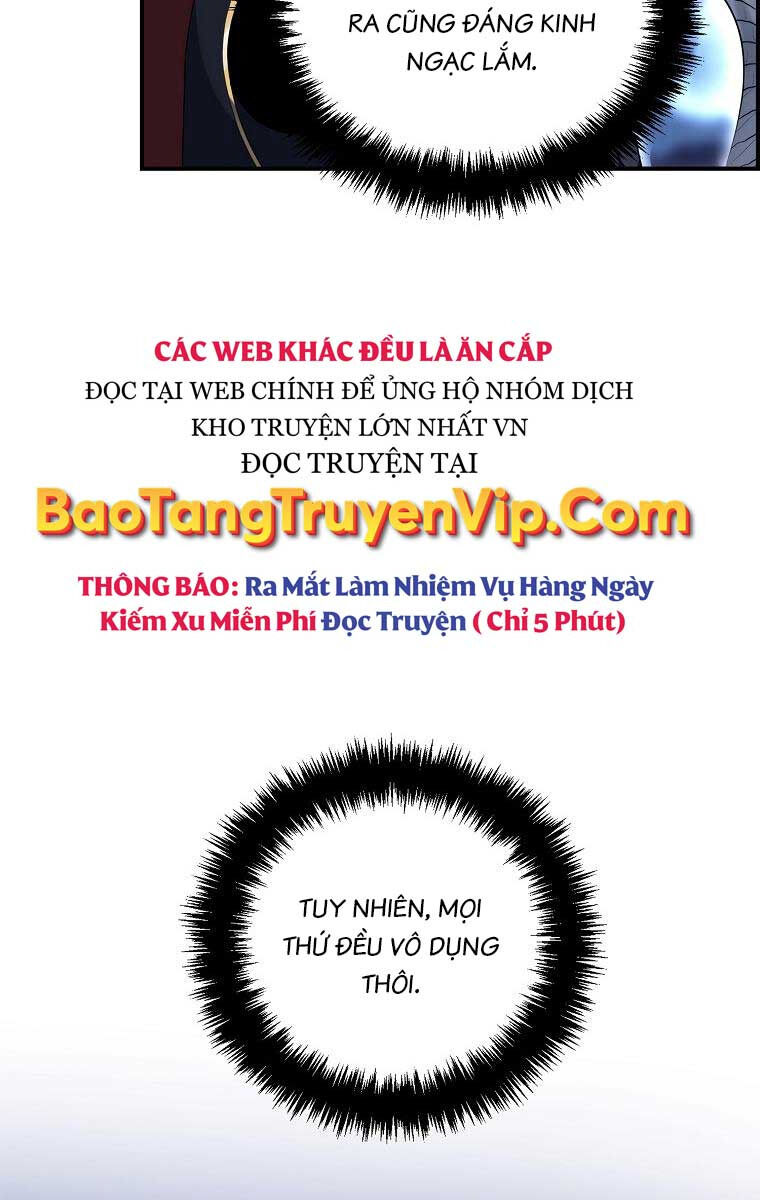 RA CŨNG ĐÁNG KINH
NGẠC LẮM.
CÁC WEB KHÁC ĐỀU LÀ ĂN CẮP
ĐỌC TẠI WEB CHÍNH ĐỂ ỦNG HỘ NHÓM DỊCH
KHO TRUYỆN LỚN NHẤT VN
ĐỌC TRUYỆN TẠI
BaoTangTruyenVip.Com
THÔNG BÁO: Ra Mắt Làm Nhiệm Vụ Hàng Ngày
Kiếm Xu Miễn Phí Đọc Truyện ( Chỉ 5 Phút)
TUY NHIÊN, MỌI
THỨ ĐỀU VÔ DỤNG
THÔI.